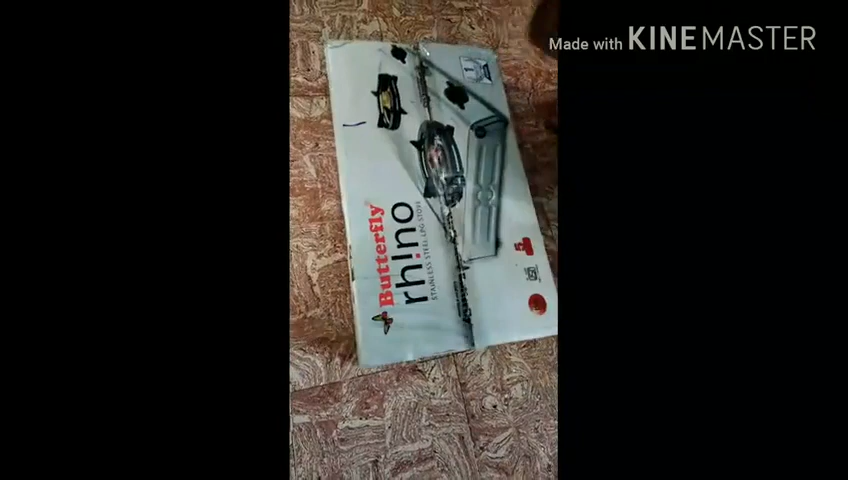 Made with KINEMASTER
Butterfly
rhino
STAINLESS STEEL LPG STOVE